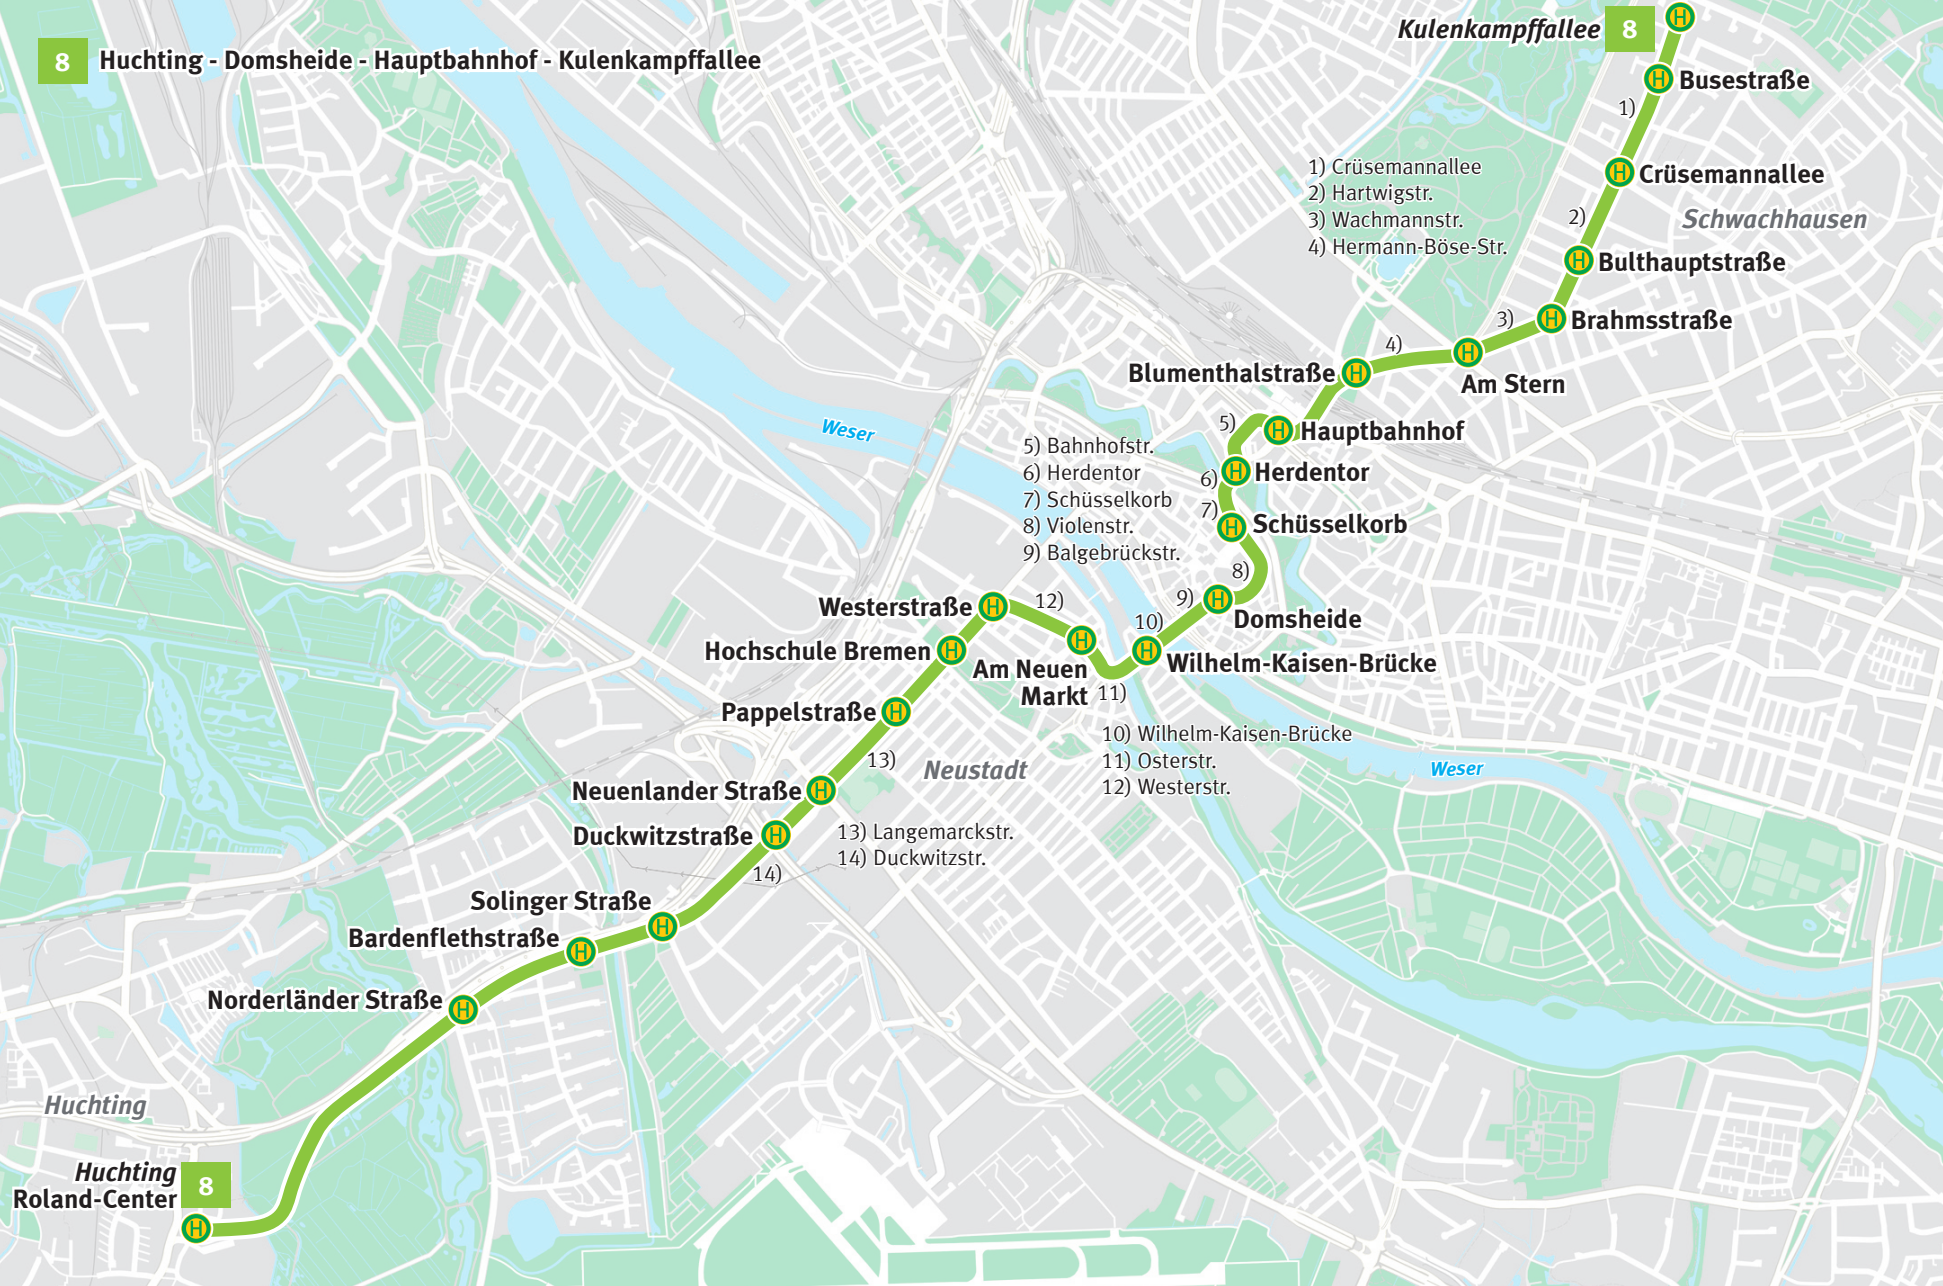 8 Huchting - Domsheide - Hauptbahnhof - Kulenkampffallee
Kulenkampffallee 8
H
H Busestraße
1)
H Crüsemannallee
1) Crüsemannallee
2) Hartwigstr.
3) Wachmannstr.
4) Hermann-Böse-Str.
2)
Schwachhausen
H Bulthauptstraße
3)
H Brahmsstraße
4)
H
Am Stern
Blumenthalstraße H
5)
H Hauptbahnhof
Weser
5) Bahnhofstr.
6) Herdentor
7) Schüsselkorb
8) Violenstr.
9) Balgebrückstr.
6)
H Herdentor
7)
H Schüsselkorb
8)
9)
H
Domsheide
10)
H Wilhelm-Kaisen-Brücke
Westerstraße H
12)
Hochschule Bremen H
H
Am Neuen
Markt
11)
Pappelstraße H
10) Wilhelm-Kaisen-Brücke
11) Osterstr.
12) Westerstr.
Weser
13)
Neustadt
Neuenlander Straße H
Duckwitzstraße H
13) Langemarckstr.
14) Duckwitzstr.
14)
Solinger Straße
H
Bardenflethstraße H
Norderländer Straße H
Huchting
Huchting
Roland-Center
8
H